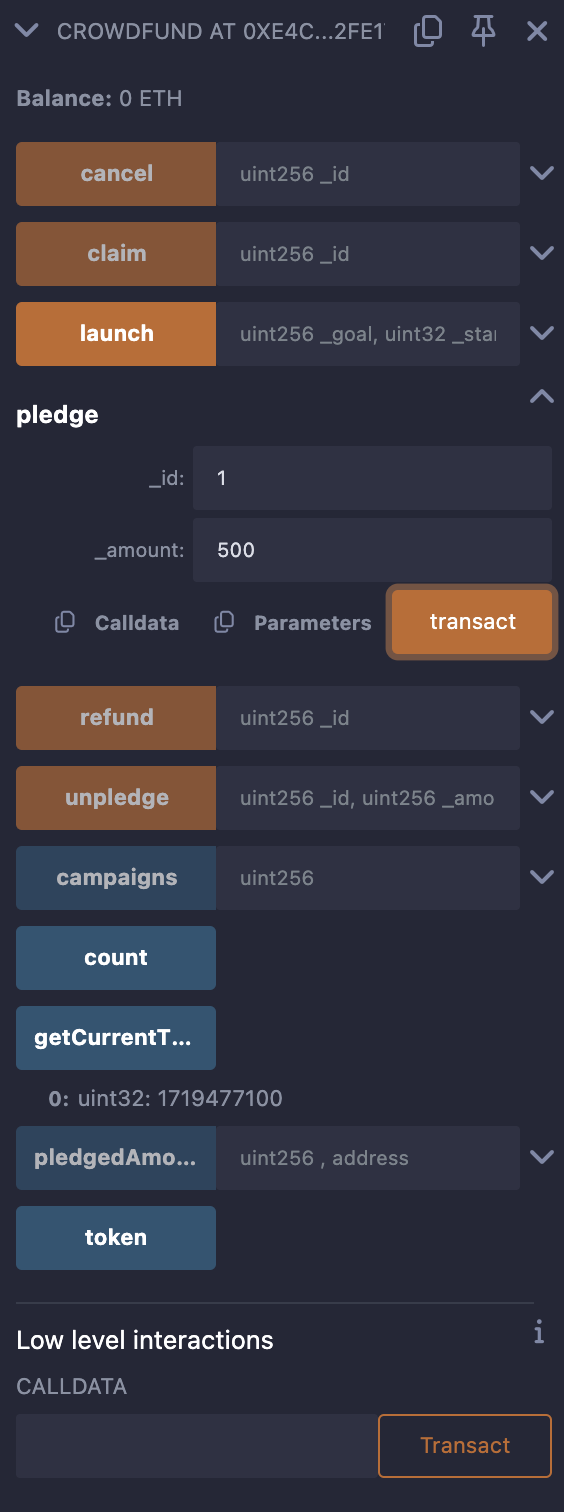 CROWDFUND AT 0XE4C...2FE1
Balance: 0 ETH
cancel uint256 _id
claim uint256 _id
launch uint256 _goal, uint32 _star
pledge
_id: 1
_amount: 500
Calldata Parameters transact
refund uint256 _id
unpledge uint256 _id, uint256 _amo
campaigns uint256
count
getCurrentT...
0: uint32: 1719477100
pledgedAmo... uint256 , address
token
Low level interactions
CALLDATA
Transact